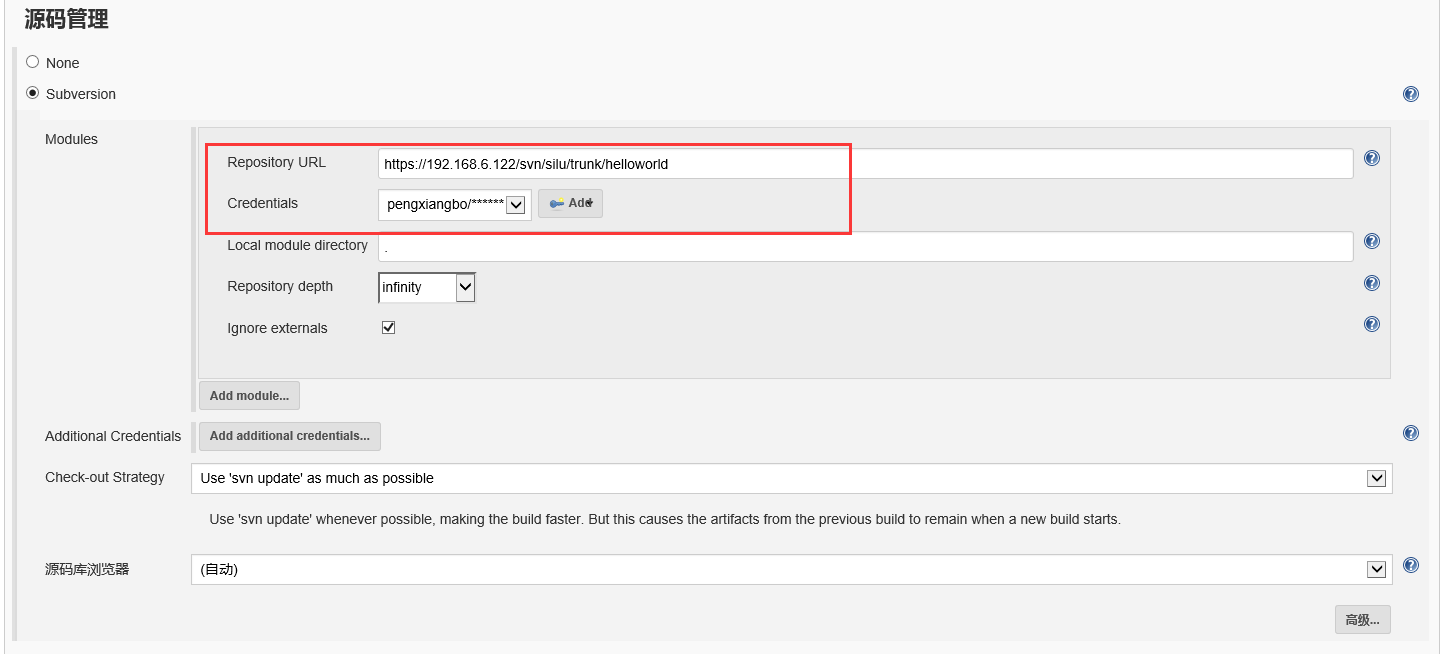 源码管理
None
Subversion
Modules
Repository URL
https://192.168.6.122/svn/silu/trunk/helloworld
Credentials
pengxiangbo/******
Add
Local module directory
.
Repository depth
infinity
Ignore externals
Add module...
Additional Credentials
Add additional credentials...
Check-out Strategy
Use 'svn update' as much as possible
Use 'svn update' whenever possible, making the build faster. But this causes the artifacts from the previous build to remain when a new build starts.
源码库浏览器
(自动)
高级...